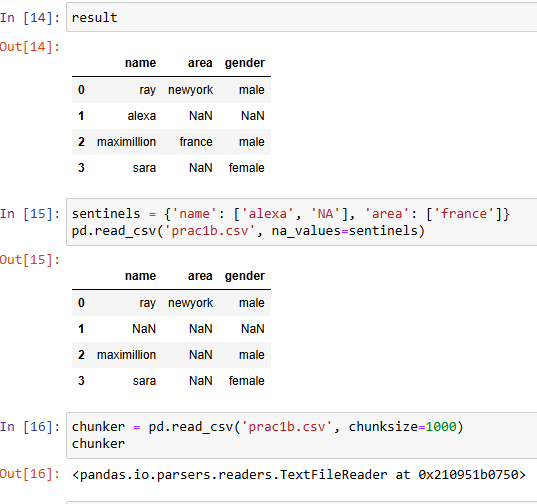 In [14]: result
Out[14]:
name area gender
0 ray newyork male
1 alexa NaN NaN
2 maximillion france male
3 sara NaN female
In [15]: sentinels = {'name': ['alexa', 'NA'], 'area': ['france']}
pd.read_csv('prac1b.csv', na_values=sentinels)
Out[15]:
name area gender
0 ray newyork male
1 NaN NaN NaN
2 maximillion NaN male
3 sara NaN female
In [16]: chunker = pd.read_csv('prac1b.csv', chunksize=1000)
chunker
Out[16]: <pandas.io.parsers.readers.TextFileReader at 0x210951b0750>